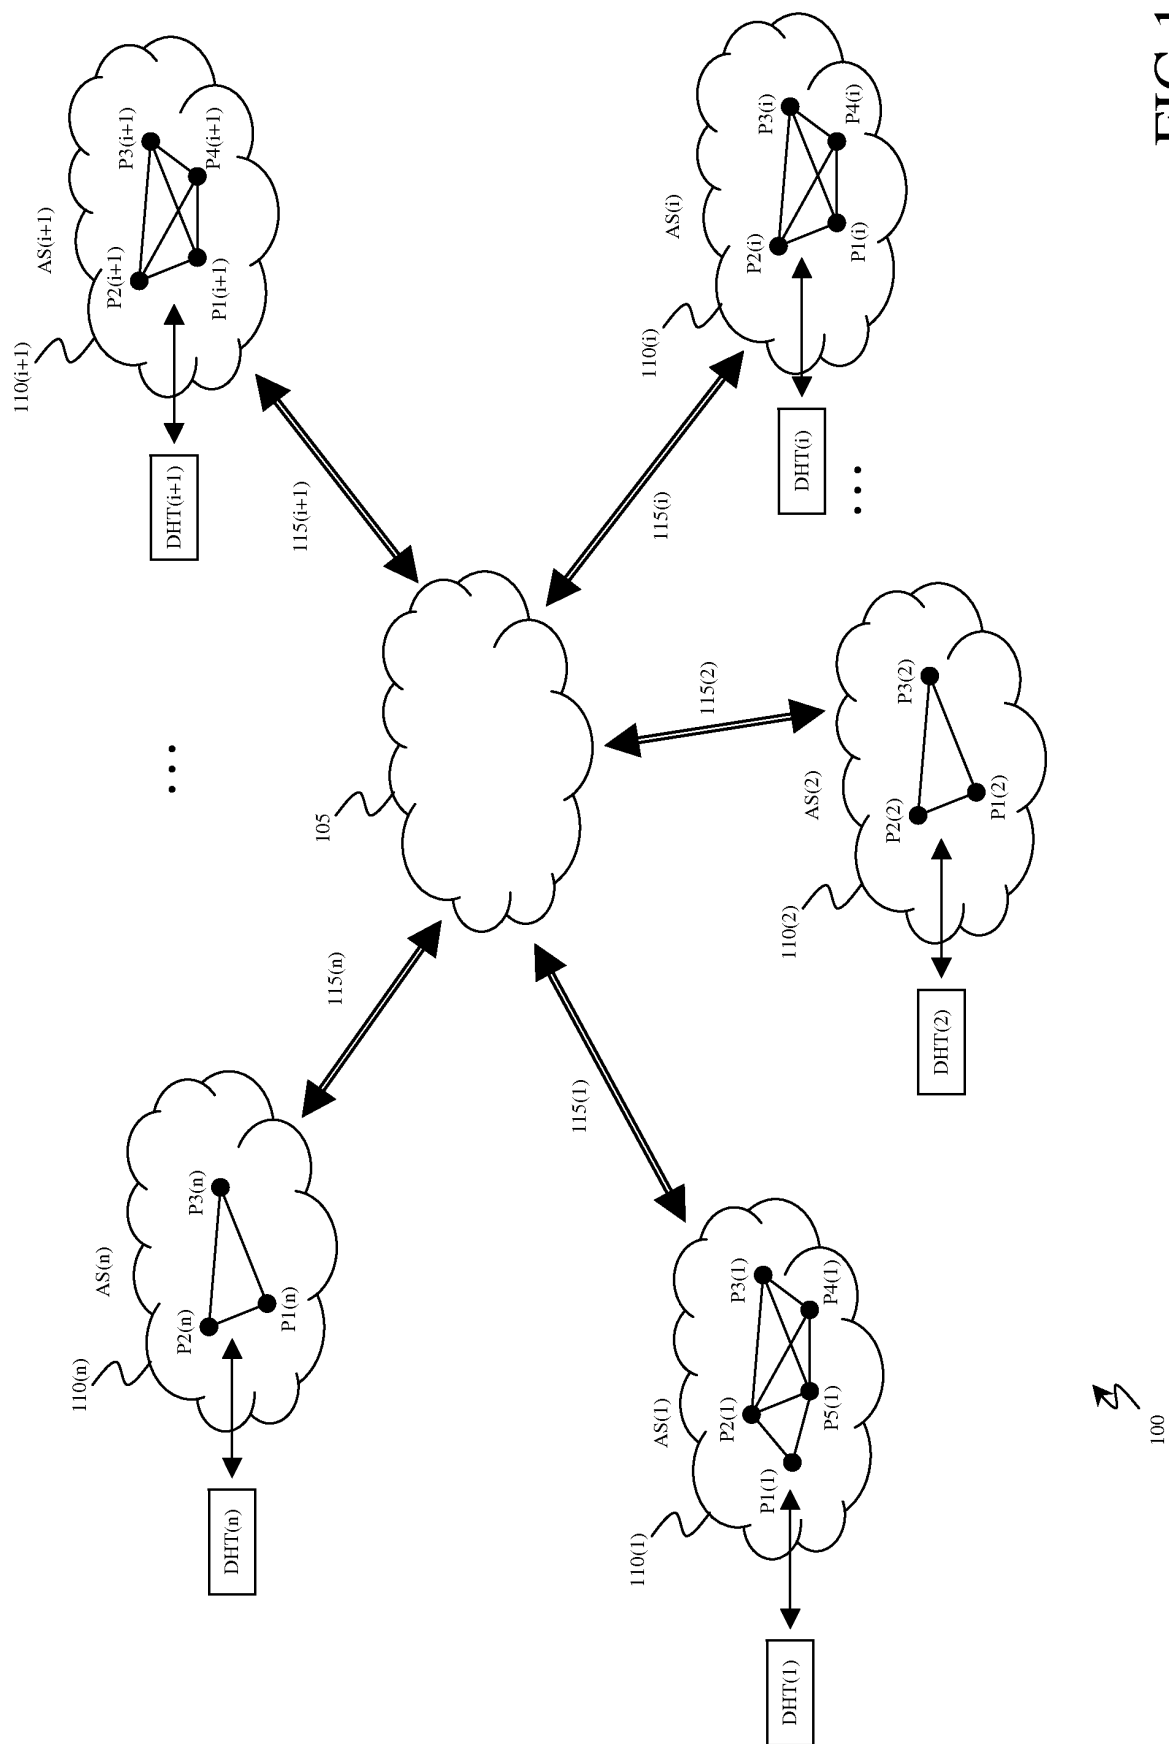 110(i+1)
AS(i+1)
P2(i+1)
P3(i+1)
P4(i+1)
P1(i+1)
DHT(i+1)
115(i+1)
110(n)
AS(n)
P2(n)
P3(n)
P1(n)
DHT(n)
115(n)
...
105
110(1)
AS(1)
P2(1)
P3(1)
P1(1)
P5(1)
P4(1)
DHT(1)
115(1)
110(2)
AS(2)
P2(2)
P3(2)
P1(2)
DHT(2)
115(2)
110(i)
AS(i)
P2(i)
P3(i)
P1(i)
P4(i)
DHT(i)
115(i)
...
100
FIG 1